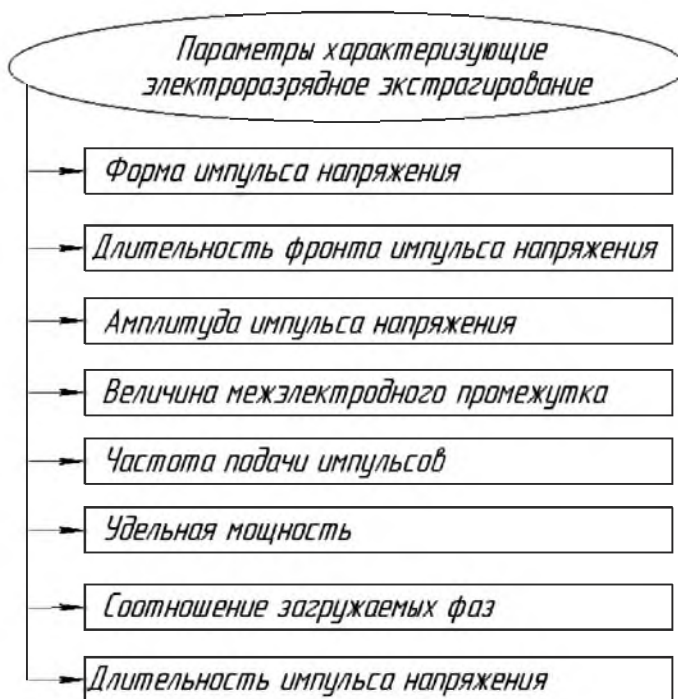 Параметры характеризующие
электроразрядное экстрагирование
Форма импульса напряжения
Длительность фронта импульса напряжения
Амплитуда импульса напряжения
Величина межэлектродного промежутка
Частота подачи импульсов
Удельная мощность
Соотношение загружаемых фаз
Длительность импульса напряжения